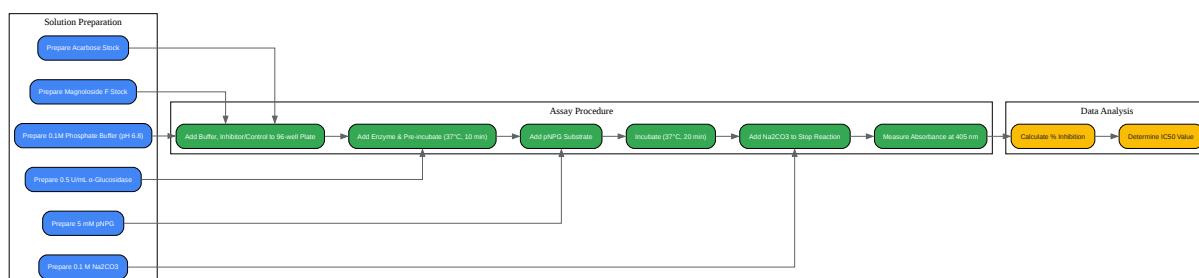 Solution Preparation
Prepare Acarbose Stock
Prepare Magnoloside F Stock
Prepare 0.1M Phosphate Buffer (pH 6.8)
Prepare 0.5 U/mL α-Glucosidase
Prepare 5 mM pNPG
Prepare 0.1 M Na2CO3
Assay Procedure
Add Buffer, Inhibitor/Control to 96-well Plate
Add Enzyme & Pre-incubate (37°C, 10 min)
Add pNPG Substrate
Incubate (37°C, 20 min)
Add Na2CO3 to Stop Reaction
Measure Absorbance at 405 nm
Data Analysis
Calculate % Inhibition
Determine IC50 Value